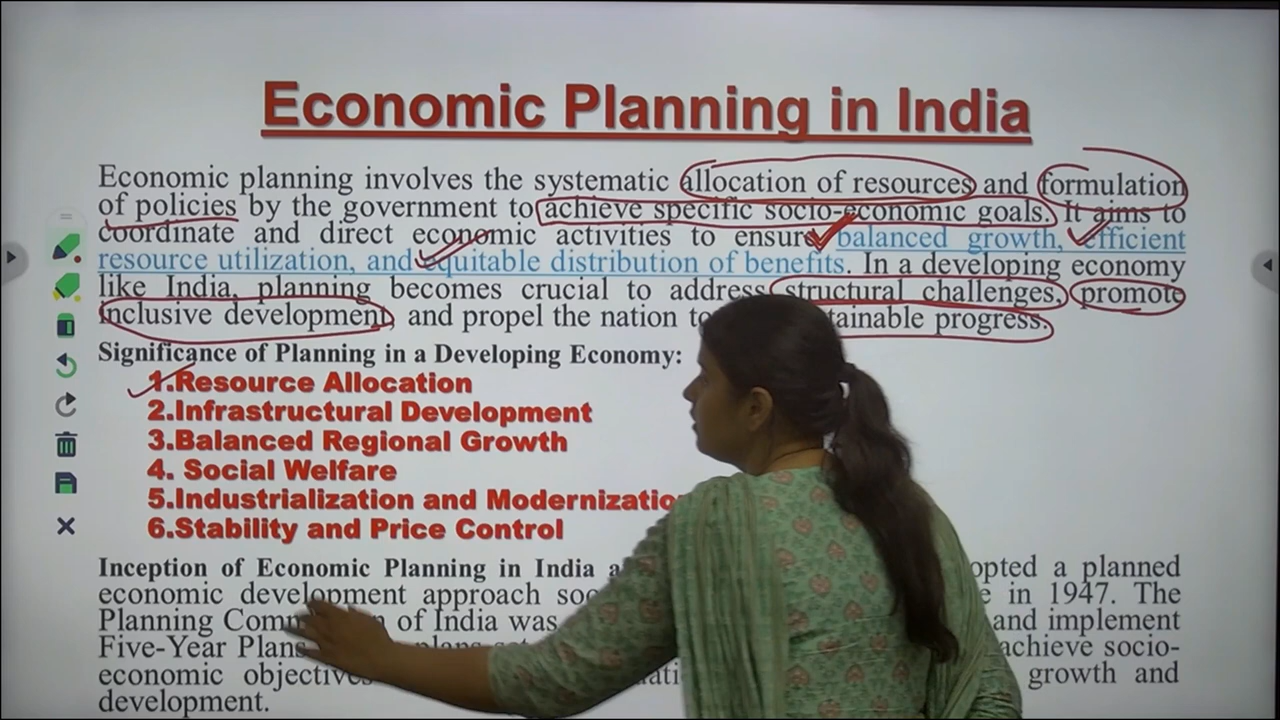 Economic Planning in India
Economic planning involves the systematic allocation of resources and formulation
of policies by the government to achieve specific socio-economic goals. It aims to
coordinate and direct economic activities to ensure balanced growth, efficient
resource utilization, and equitable distribution of benefits. In a developing economy
like India, planning becomes crucial to address structural challenges, promote
inclusive development, and propel the nation tainable progress.
Significance of Planning in a Developing Economy:
1.Resource Allocation
2.Infrastructural Development
3.Balanced Regional Growth
4. Social Welfare
5.Industrialization and Modernizatio
6.Stability and Price Control
Inception of Economic Planning in India opted a planned
economic development approach in 1947. The
Planning of India was and implement
Five-Year Plans achieve socio-
economic growth and
development.